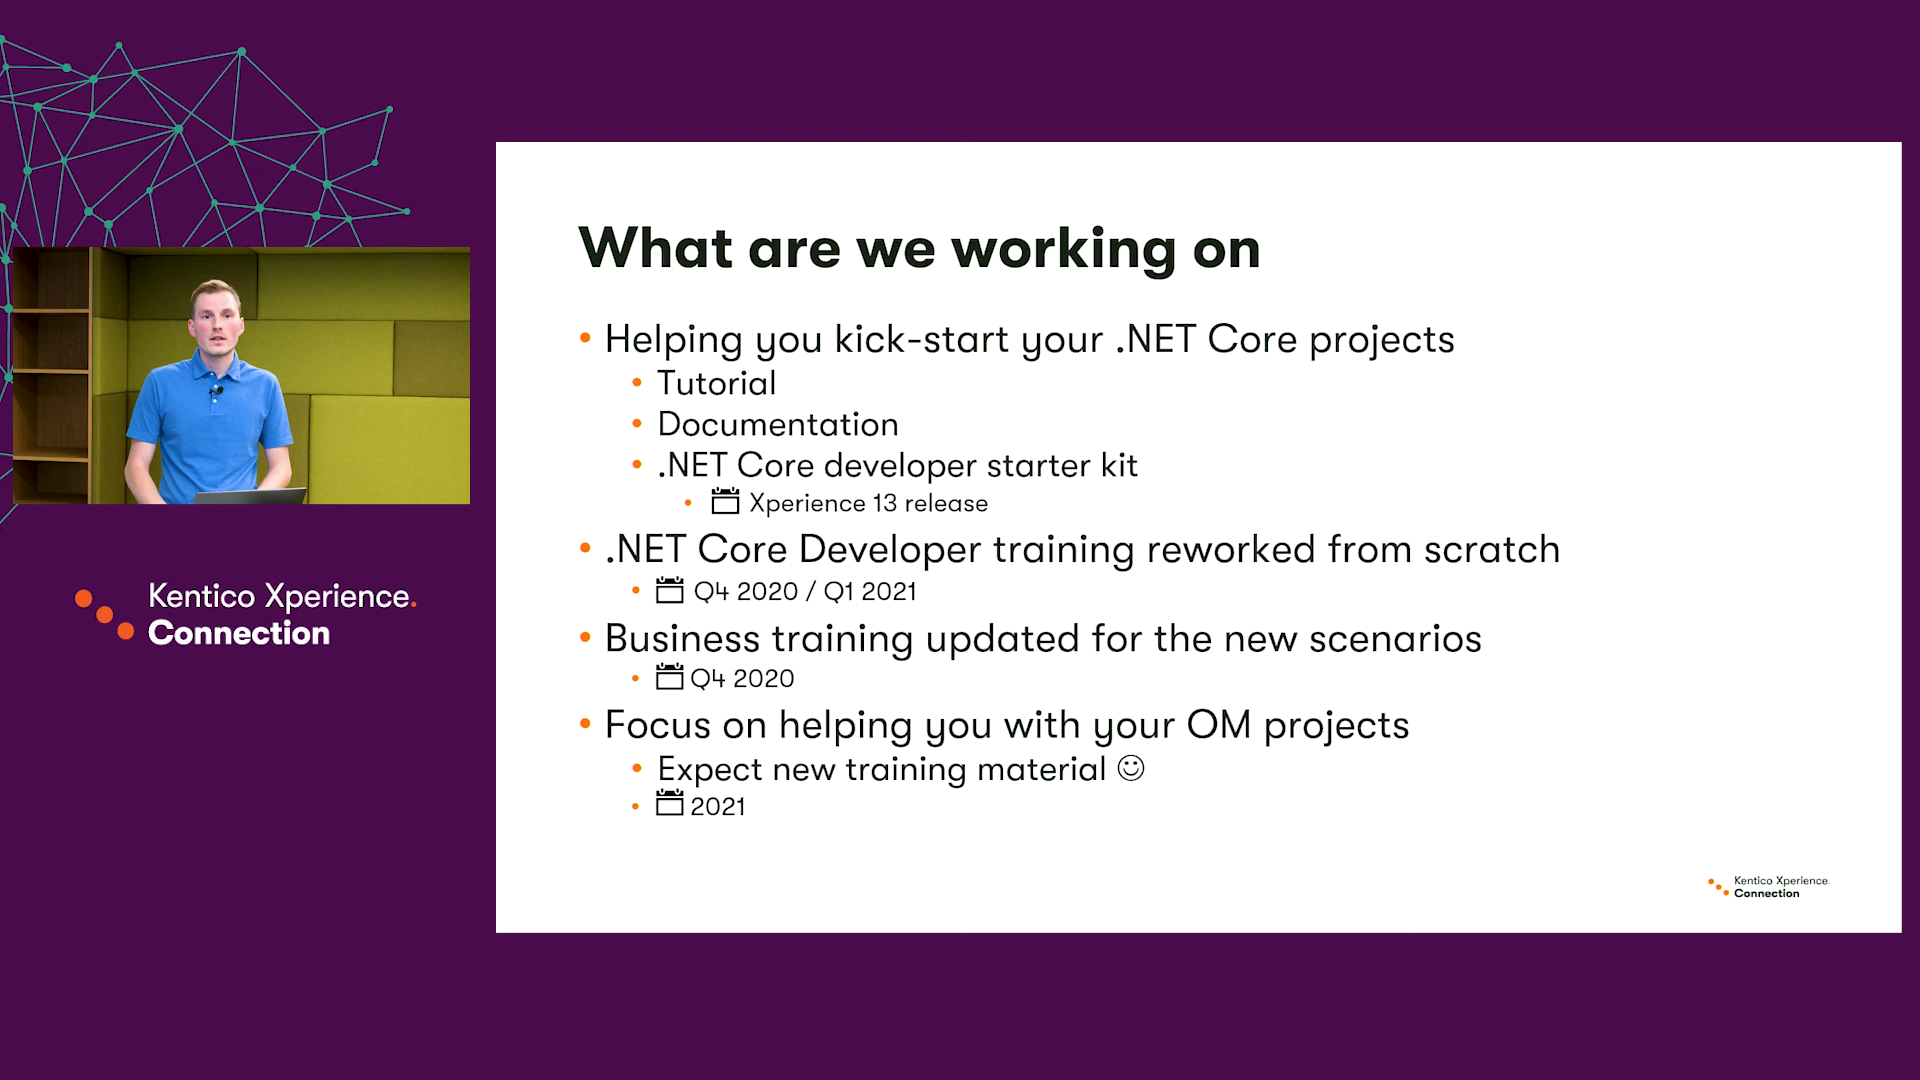 What are we working on
Helping you kick-start your .NET Core projects
Tutorial
Documentation
.NET Core developer starter kit
Xperience 13 release
.NET Core Developer training reworked from scratch
Q4 2020 / Q1 2021
Business training updated for the new scenarios
Q4 2020
Focus on helping you with your OM projects
Expect new training material ☺
2021
Kentico Xperience.
Connection
Kentico Xperience.
Connection